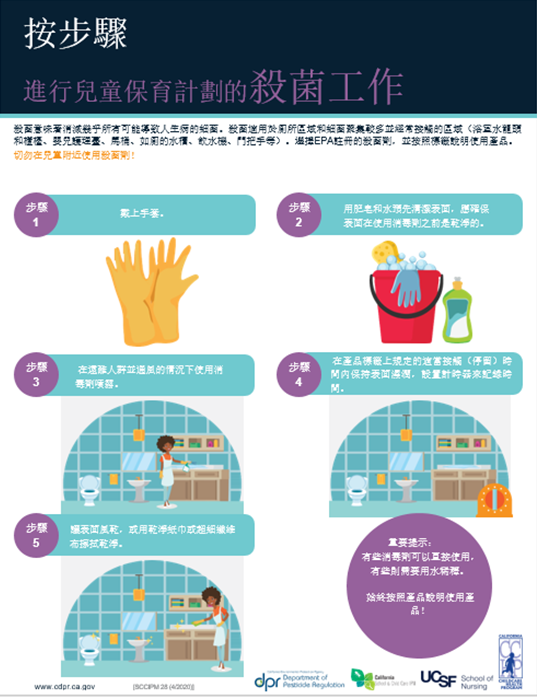 按步驟
進行兒童保育計劃的殺菌工作
殺菌意味著消滅幾乎所有可能導致人生病的細菌。殺菌適用於廁所區域和細菌聚集較多並經常接觸的區域（浴室水龍頭
和檯檯、嬰兒護理臺、馬桶、如廁的水槽、飲水機、門把手等）。選擇EPA註冊的殺菌劑，並按照標籤說明使用產品。
切勿在兒童附近使用殺菌劑！
步驟
1
戴上手套。
步驟
2
用肥皂和水預先清潔表面，應確保
表面在使用消毒劑之前是乾淨的。
步驟
3
在遠離人群並通風的情況下使用消
毒劑噴霧。
步驟
4
在產品標籤上規定的適當接觸（停留）時
間內保持表面濕潤，設置計時器來記錄時
間。
步驟
5
讓表面風乾，或用乾淨紙巾或超細纖維
布擦拭乾淨。
重要提示：
有些消毒劑可以直接使用，
有些則需要用水稀釋。
始終按照產品說明使用產
品！
www.cdpr.ca.gov
[SCCIPM 28 (4/2020)]
dpr Department of
Pesticide Regulation
California
UCSF School of
Nursing
CALIFORNIA
CCHP
CHILDCARE
HEALTH
PROGRAM